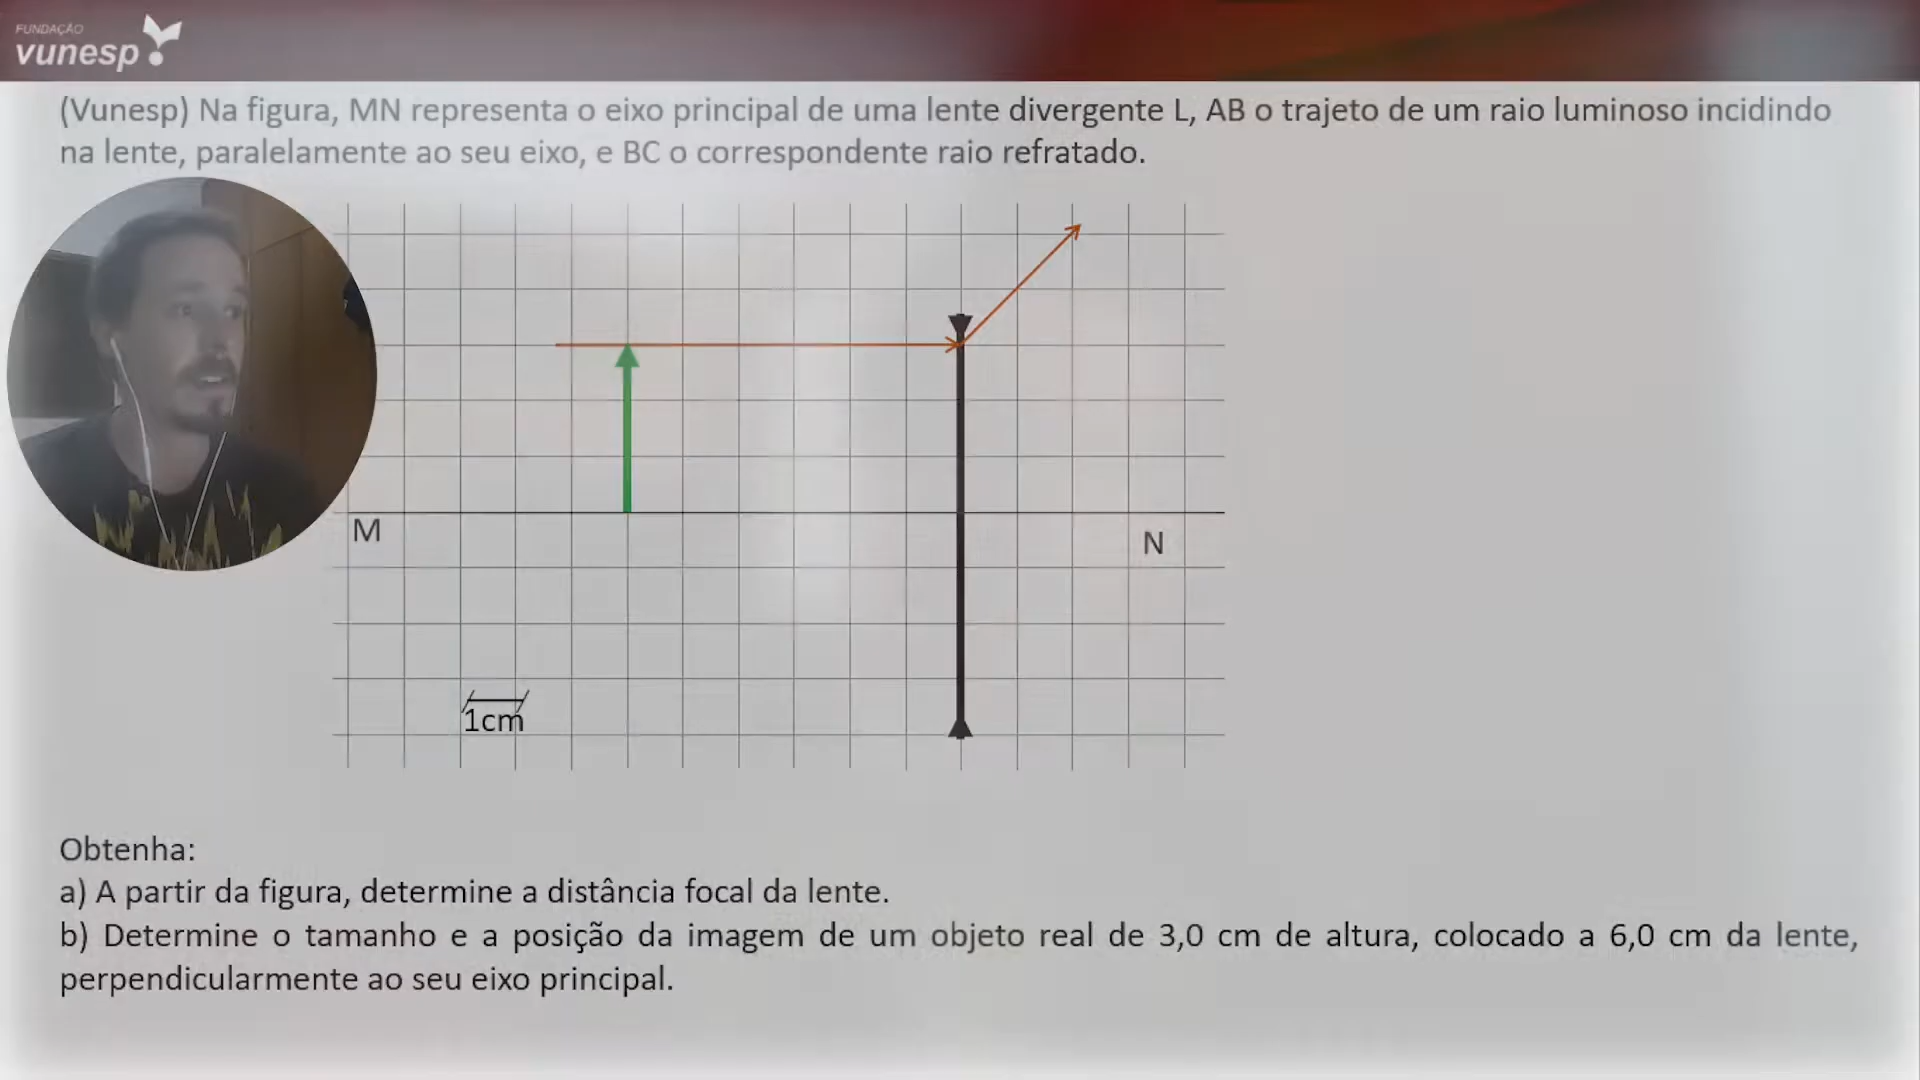 FUNDAÇÃO
vunesp
(Vunesp) Na figura, MN representa o eixo principal de uma lente divergente L, AB o trajeto de um raio luminoso incidindo
na lente, paralelamente ao seu eixo, e BC o correspondente raio refratado.
M
N
1cm
Obtenha:
a) A partir da figura, determine a distância focal da lente.
b) Determine o tamanho e a posição da imagem de um objeto real de 3,0 cm de altura, colocado a 6,0 cm da lente,
perpendicularmente ao seu eixo principal.